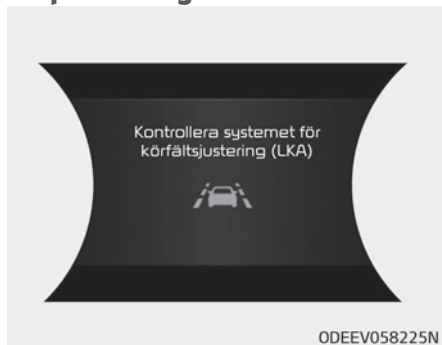 Kontrollera systemet för
körfältsjustering (LKA)
ODEEV058225N